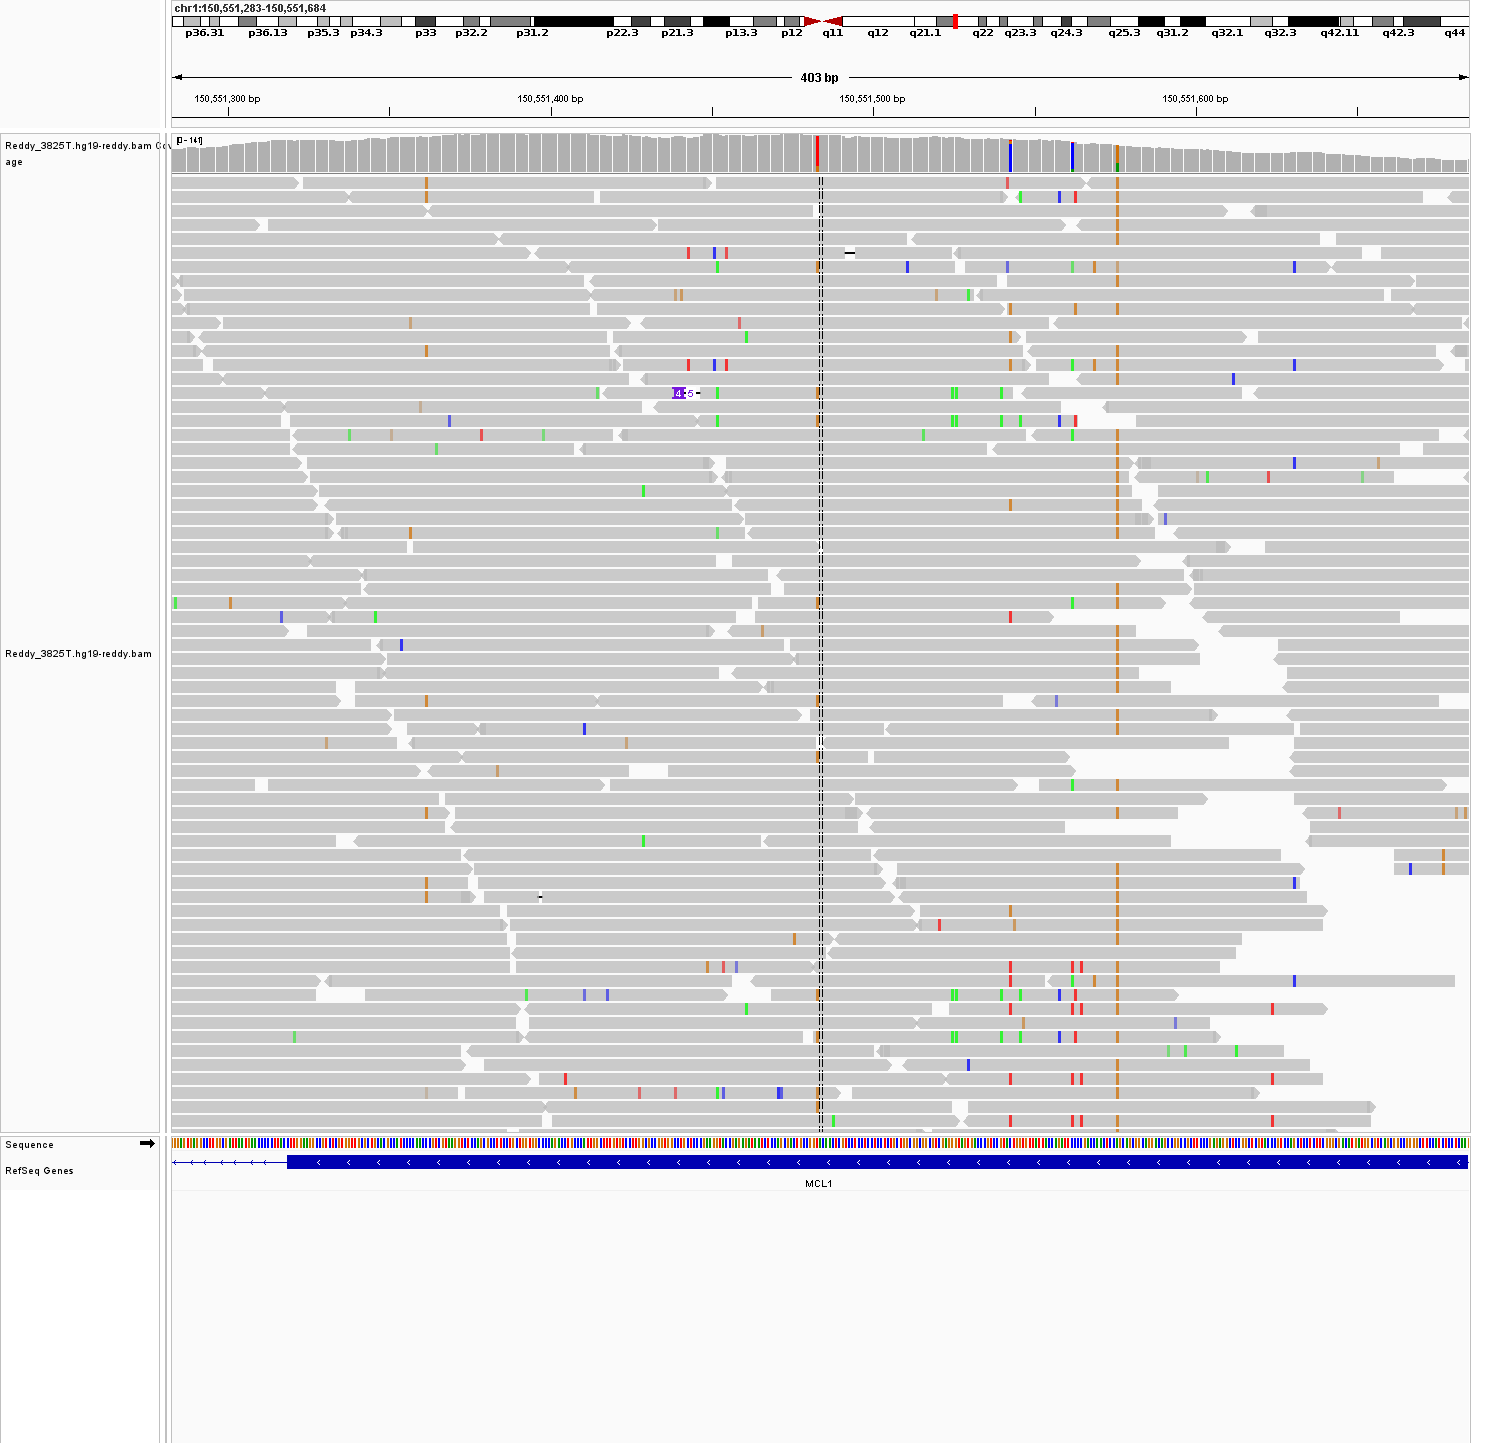 chr1:150,551,283-150,551,684
p36.31 p36.13 p35.3 p34.3 p33 p32.2 p31.2 p22.3 p21.3 p13.3 p12 q11 q12 q21.1 q22 q23.3 q24.3 q25.3 q31.2 q32.1 q32.3 q42.11 q42.3 q44
403 bp
150,551,300 bp 150,551,400 bp 150,551,500 bp 150,551,600 bp
[0 - 141]
Reddy_3825T.hg19-reddy.bam Cov
age
4 5
Reddy_3825T.hg19-reddy.bam
Sequence
RefSeq Genes
MCL1